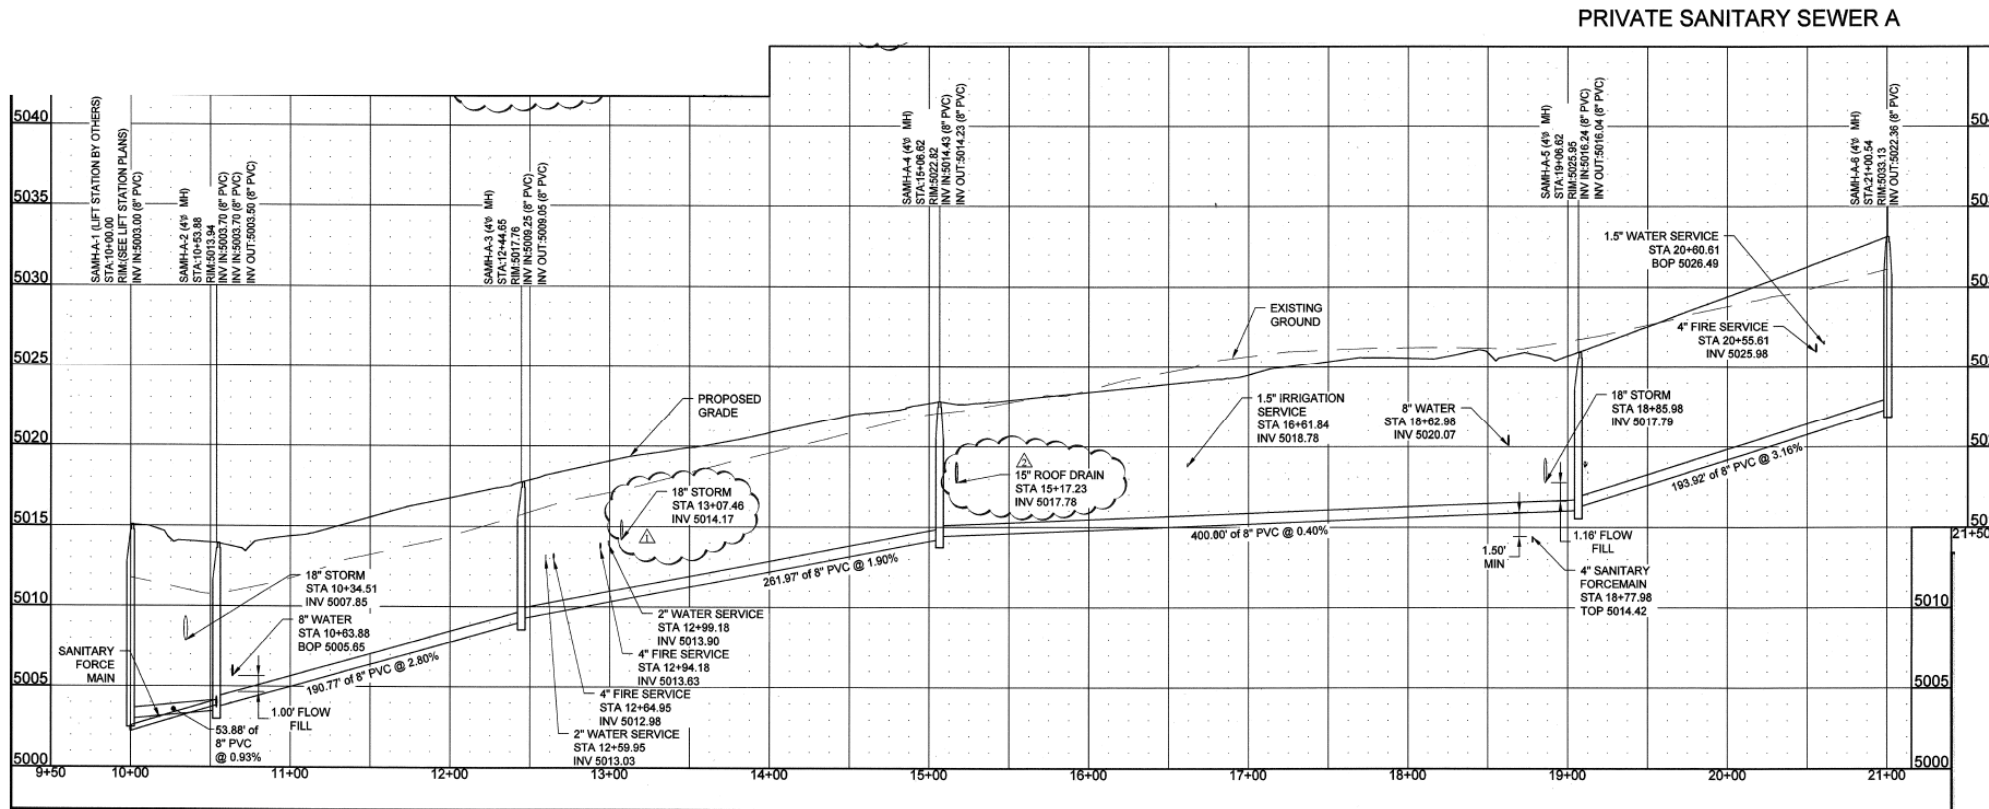 PRIVATE SANITARY SEWER A
5040
5035
5030
5025
5020
5015
5010
5005
5000
SAMH-A-1 (LIFT STATION BY OTHERS)
STA:10+00.00
RIM:(SEE LIFT STATION PLANS)
INV IN:5003.00 (8" PVC)
SAMH-A-2 (4'ø MH)
STA:10+53.88
RIM:5013.94
INV IN:5003.70 (8" PVC)
INV IN:5003.70 (8" PVC)
INV OUT:5003.50 (8" PVC)
SAMH-A-3 (4'ø MH)
STA:12+44.65
RIM:5017.76
INV IN:5009.25 (8" PVC)
INV OUT:5009.05 (8" PVC)
SAMH-A-4 (4'ø MH)
STA:15+06.62
RIM:5022.82
INV IN:5014.43 (8" PVC)
INV OUT:5014.23 (8" PVC)
SAMH-A-5 (4'ø MH)
STA:19+06.62
RIM:5025.95
INV IN:5016.24 (8" PVC)
INV OUT:5016.04 (8" PVC)
SAMH-A-6 (4'ø MH)
STA:21+00.54
RIM:5033.13
INV OUT:5022.36 (8" PVC)
1.5" WATER SERVICE
STA 20+60.61
BOP 5026.49
4" FIRE SERVICE
STA 20+55.61
INV 5025.98
EXISTING
GROUND
PROPOSED
GRADE
1.5" IRRIGATION
SERVICE
STA 16+61.84
INV 5018.78
8" WATER
STA 18+62.98
INV 5020.07
18" STORM
STA 18+85.98
INV 5017.79
15" ROOF DRAIN
STA 15+17.23
INV 5017.78
2
18" STORM
STA 13+07.46
INV 5014.17
1
193.92' of 8" PVC @ 3.16%
400.00' of 8" PVC @ 0.40%
261.97' of 8" PVC @ 1.90%
190.77' of 8" PVC @ 2.80%
1.50'
MIN
1.16' FLOW
FILL
4" SANITARY
FORCEMAIN
STA 18+77.98
TOP 5014.42
18" STORM
STA 10+34.51
INV 5007.85
8" WATER
STA 10+63.88
BOP 5005.65
SANITARY
FORCE
MAIN
1.00' FLOW
FILL
53.88' of
8" PVC
@ 0.93%
2" WATER SERVICE
STA 12+99.18
INV 5013.90
4" FIRE SERVICE
STA 12+94.18
INV 5013.63
4" FIRE SERVICE
STA 12+64.95
INV 5012.98
2" WATER SERVICE
STA 12+59.95
INV 5013.03
21+50
5010
5005
5000
9+50
10+00
11+00
12+00
13+00
14+00
15+00
16+00
17+00
18+00
19+00
20+00
21+00